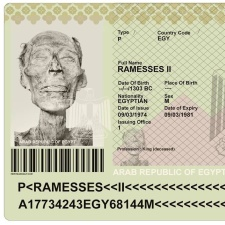 Type Country Code
P EGY
Full Name
RAMESSES II
Date Of Birth Place Of Birth
--/--/1303 BC ---
Nationality Sex
EGYPTIAN M
Date of Issue Date of Expiry
09/03/1974 09/03/1981
Issuing Office
1
Profession: King (deceased)
ARAB REPUBLIC OF EGYPT
P<RAMESSES<<II<<<<<<<<<<<<<
A17734243EGY68144M<<<<<<<<